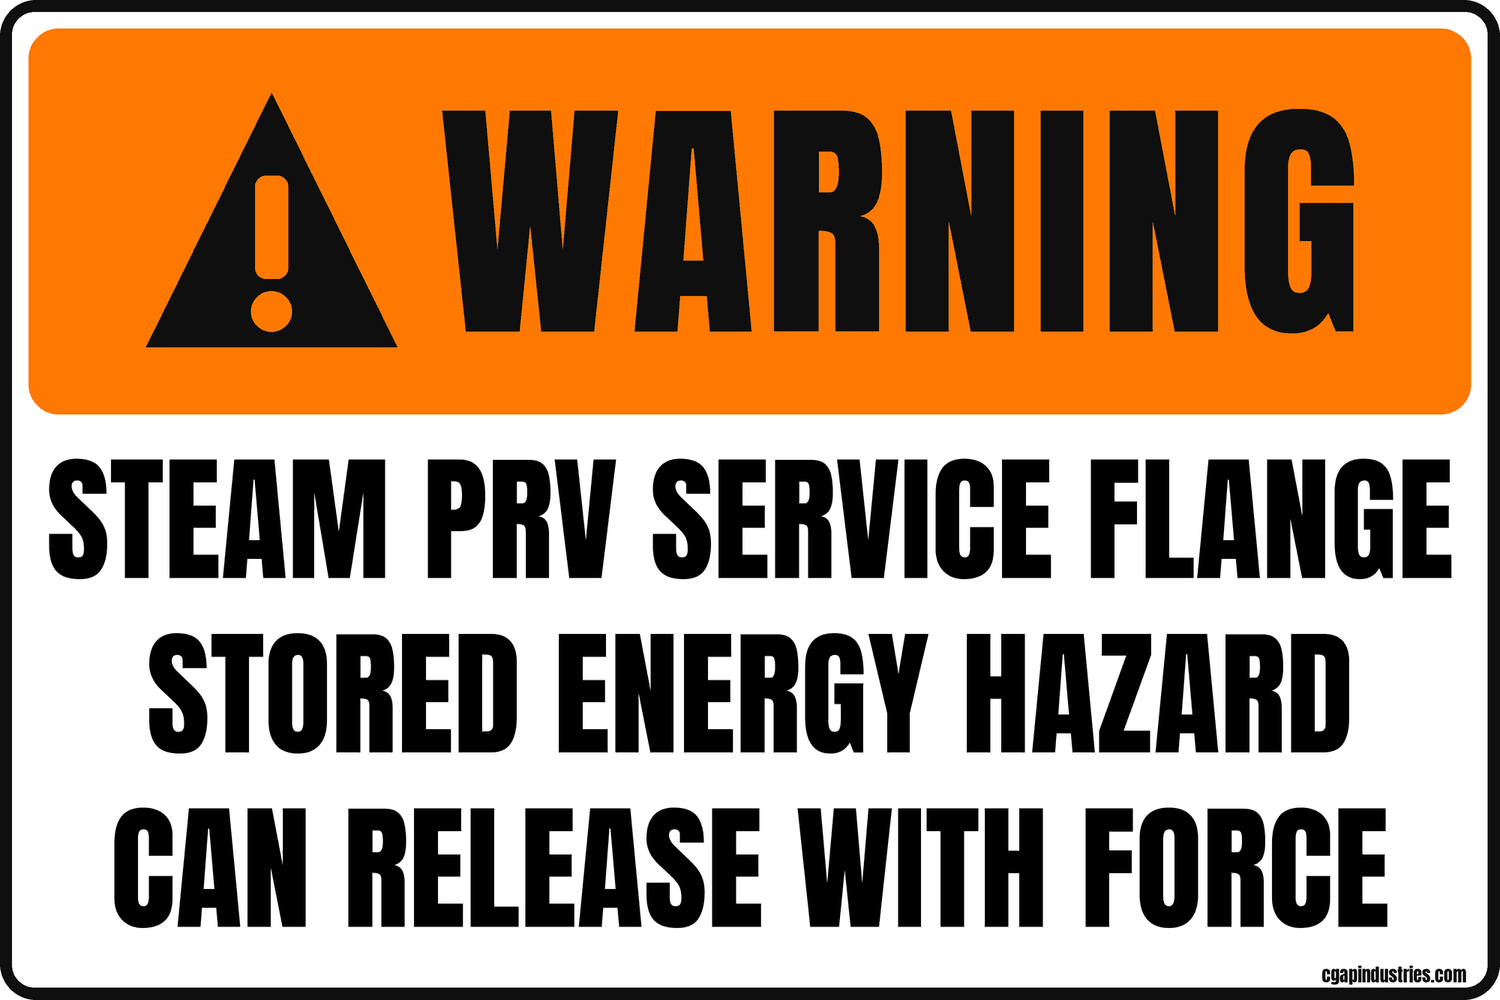 WARNING
STEAM PRV SERVICE FLANGE
STORED ENERGY HAZARD
CAN RELEASE WITH FORCE
cgapindustries.com